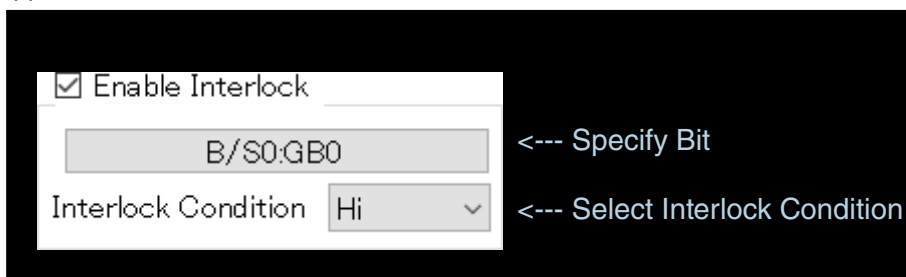 Enable Interlock
B/S0:GB0 <--- Specify Bit
Interlock Condition Hi <--- Select Interlock Condition